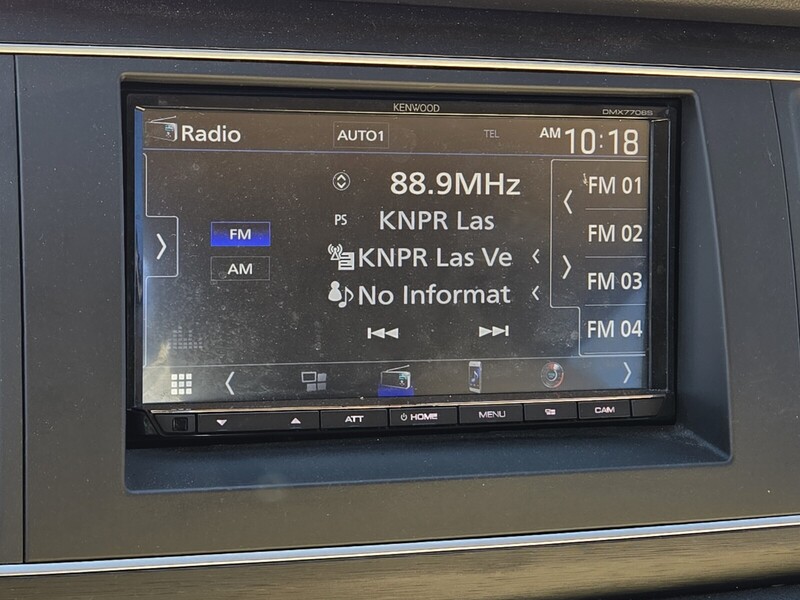 KENWOOD
DMX7706S
Radio
AUTO1
TEL
AM 10:18
88.9MHz
PS KNPR Las
KNPR Las Ve
No Informat
FM
AM
FM 01
FM 02
FM 03
FM 04
ATT
HOME
MENU
CAM